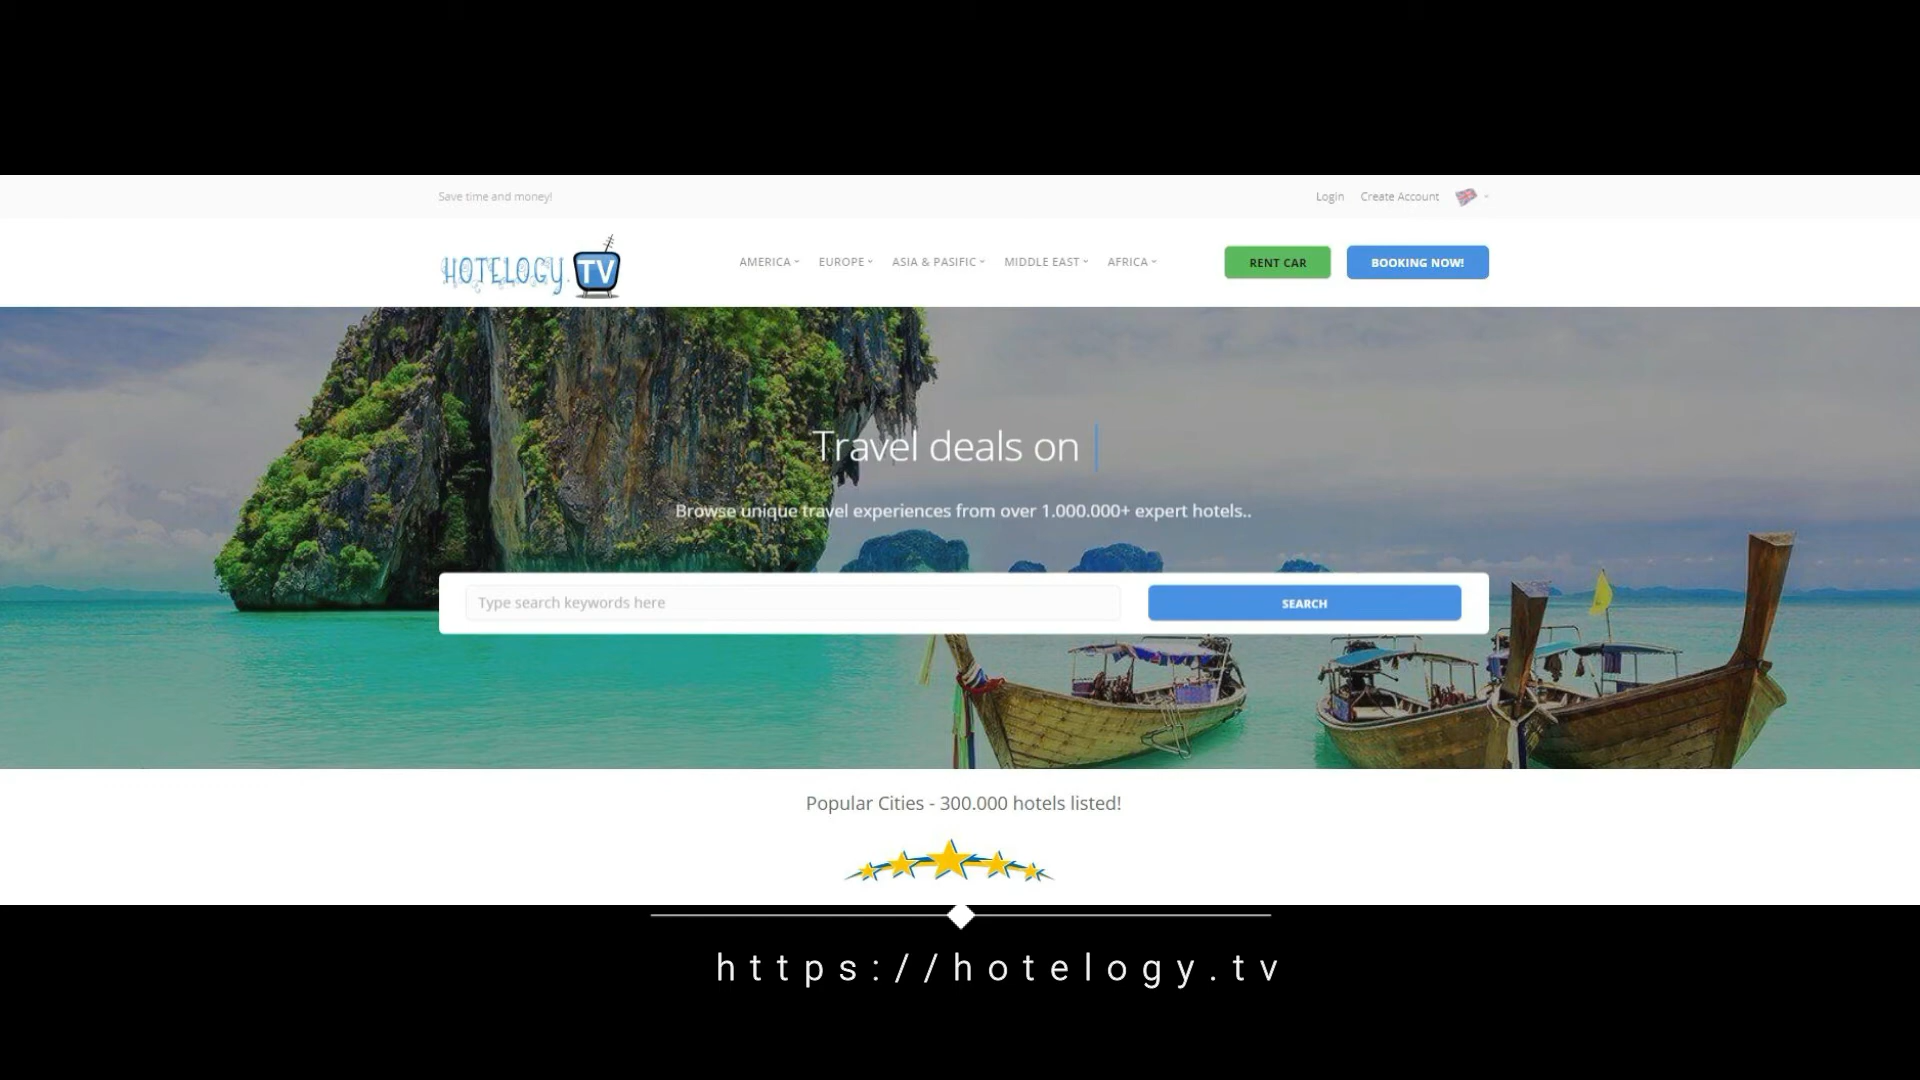 Save time and money!
Login Create Account
HOTELOGY.TV
AMERICA EUROPE ASIA & PASIFIC MIDDLE EAST AFRICA
RENT CAR BOOKING NOW!
Travel deals on
Browse unique travel experiences from over 1.000.000+ expert hotels..
Type search keywords here SEARCH
Popular Cities - 300.000 hotels listed!
https://hotelogy.tv